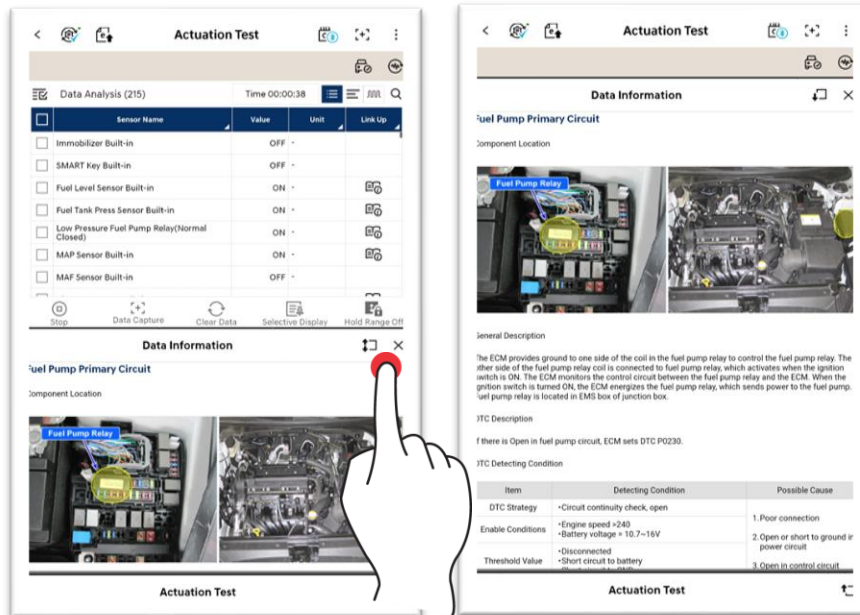 Actuation Test
Data Analysis (215)
Time 00:00:38
Sensor Name Value Unit Link Up
Immobilizer Built-in OFF -
SMART Key Built-in OFF -
Fuel Level Sensor Built-in ON -
Fuel Tank Press Sensor Built-in ON -
Low Pressure Fuel Pump Relay(Normal
Closed) ON -
MAP Sensor Built-in ON -
MAF Sensor Built-in OFF -
Stop Data Capture Clear Data Selective Display Hold Range Off
Data Information
Fuel Pump Primary Circuit
Component Location
Fuel Pump Relay
Actuation Test
Actuation Test
Data Information
Fuel Pump Primary Circuit
Component Location
Fuel Pump Relay
General Description
The ECM provides ground to one side of the coil in the fuel pump relay to control the fuel pump relay. The
other side of the fuel pump relay coil is connected to fuel pump relay, which activates when the ignition
switch is ON. The ECM monitors the control circuit between the fuel pump relay and the ECM. When the
ignition switch is turned ON, the ECM energizes the fuel pump relay, which sends power to the fuel pump.
Fuel pump relay is located in EMS box of junction box.
DTC Description
If there is Open in fuel pump circuit, ECM sets DTC P0230.
DTC Detecting Condition
Item Detecting Condition Possible Cause
DTC Strategy •Circuit continuity check, open
Enable Conditions •Engine speed >240
•Battery voltage = 10.7~16V
Threshold Value •Disconnected
•Short circuit to battery
1.Poor connection
2.Open or short to ground in
power circuit
3.Open in control circuit
Actuation Test